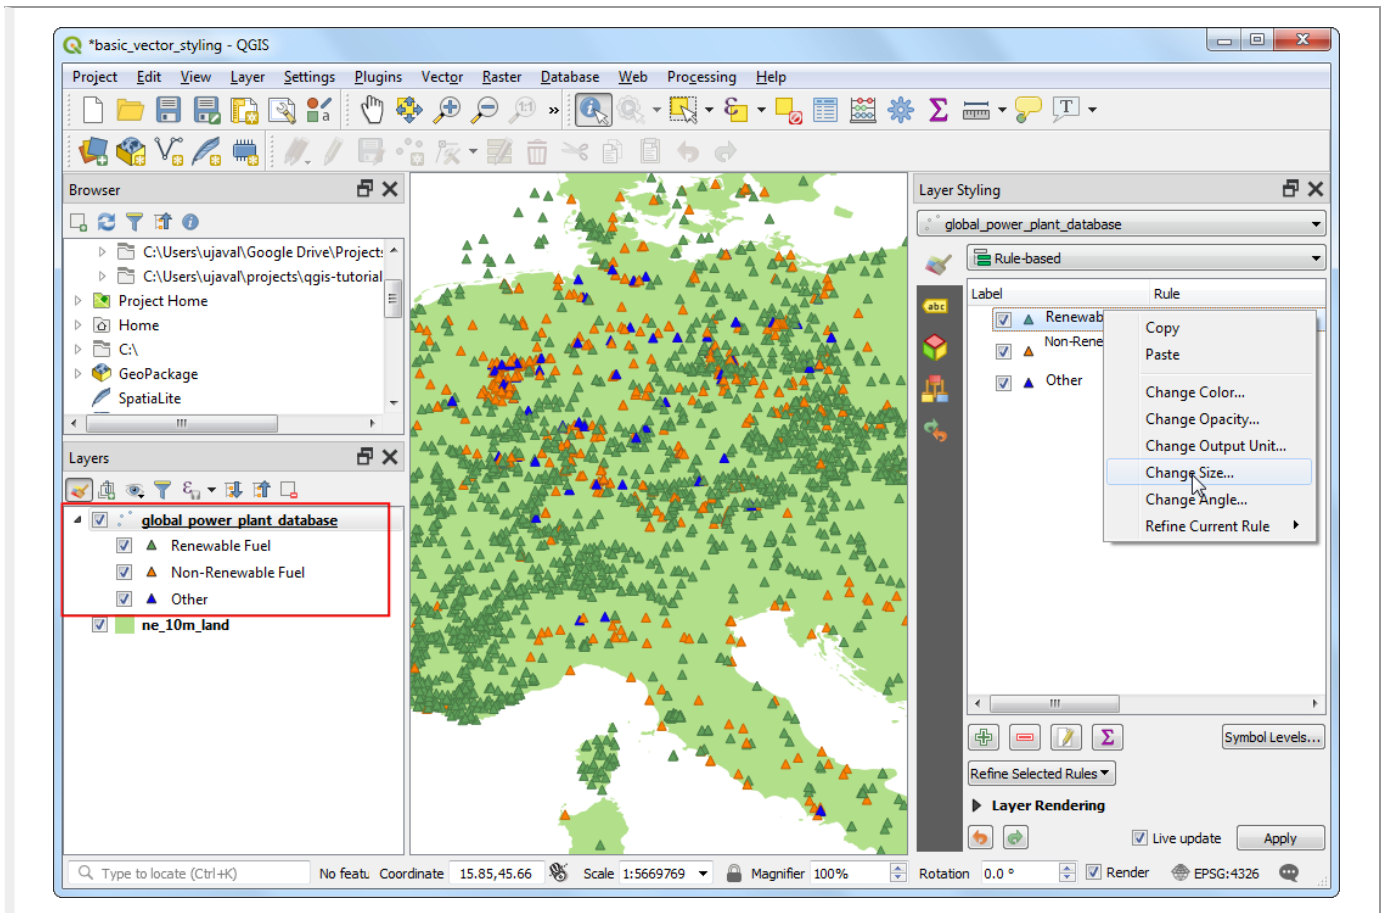 *basic_vector_styling - QGIS
Project Edit View Layer Settings Plugins Vector Raster Database Web Processing Help
Browser
C:\Users\ujaval\Google Drive\Project:
C:\Users\ujaval\projects\qgis-tutorial
Project Home
Home
C:\
GeoPackage
SpatiaLite
Layers
global_power_plant_database
Renewable Fuel
Non-Renewable Fuel
Other
ne_10m_land
Layer Styling
global_power_plant_database
Rule-based
abc
Label Rule
Renewab
Non-Rene
Other
Copy
Paste
Change Color...
Change Opacity...
Change Output Unit...
Change Size...
Change Angle...
Refine Current Rule
Symbol Levels...
Refine Selected Rules
Layer Rendering
Live update Apply
Type to locate (Ctrl+K) No featu Coordinate 15.85,45.66 Scale 1:5669769 Magnifier 100% Rotation 0.0 ° Render EPSG:4326